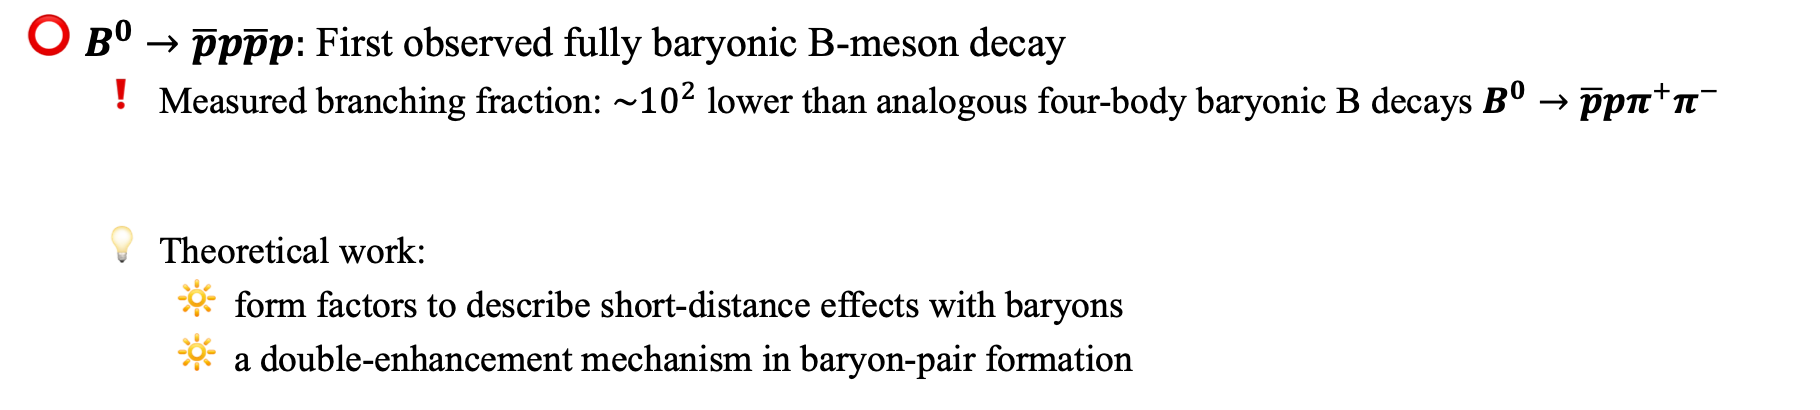 ⭕ B⁰ → p̅pp̅p: First observed fully baryonic B-meson decay
❗ Measured branching fraction: ~10² lower than analogous four-body baryonic B decays B⁰ → p̅pπ⁺π⁻
💡 Theoretical work:
🔆 form factors to describe short-distance effects with baryons
🔆 a double-enhancement mechanism in baryon-pair formation